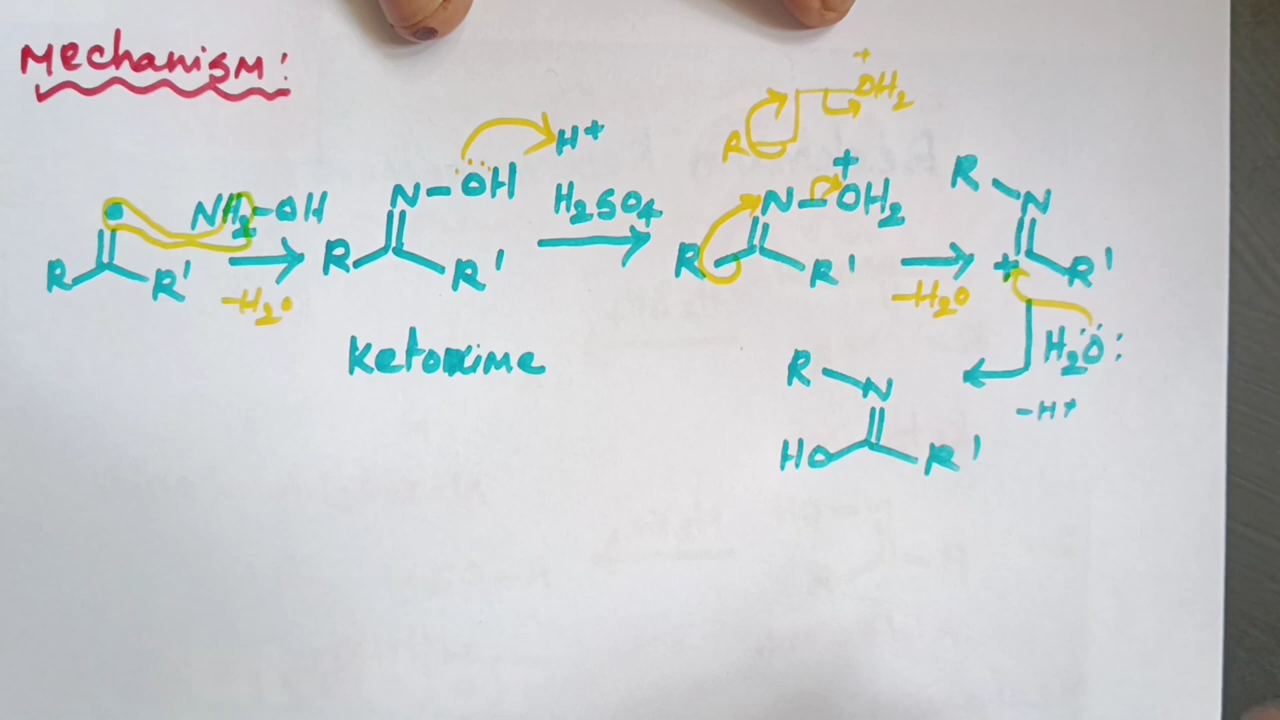 Mechanism:
R + OH2
O NH2-OH → -H2O R R'
N-OH R R' Ketoxime
H+ H2SO4 →
N-OH2 + R R' → -H2O
R N + R'
H2O: -H+
R N HO R'